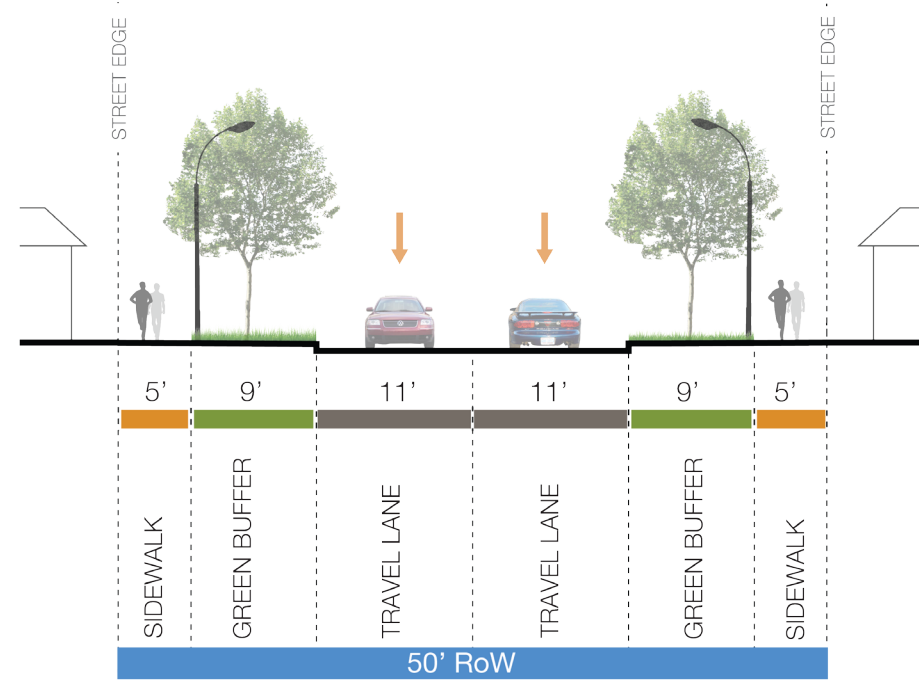 STREET EDGE
STREET EDGE
5’
9’
11’
11’
9’
5’
SIDEWALK
GREEN BUFFER
TRAVEL LANE
TRAVEL LANE
GREEN BUFFER
SIDEWALK
50’ RoW